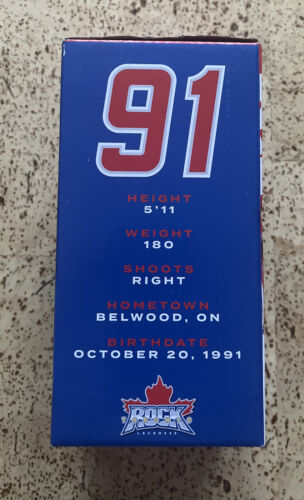 91
HEIGHT
5'11
WEIGHT
180
SHOOTS
RIGHT
HOMETOWN
BELWOOD, ON
BIRTHDATE
OCTOBER 20, 1991
ROCK
LACROSSE